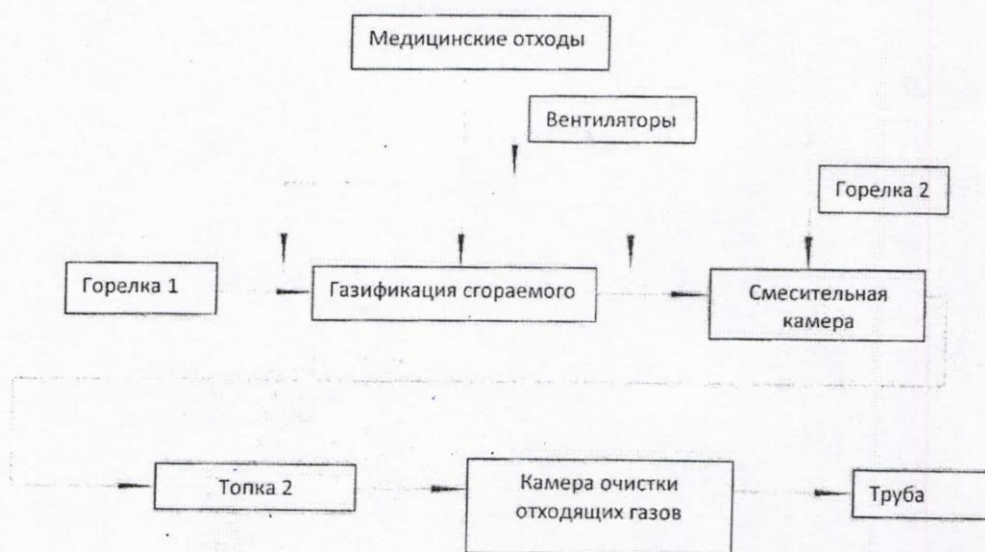 Медицинские отходы
Вентиляторы
Горелка 2
Горелка 1
Газификация сгораемого
Смесительная
камера
Топка 2
Камера очистки
отходящих газов
Труба